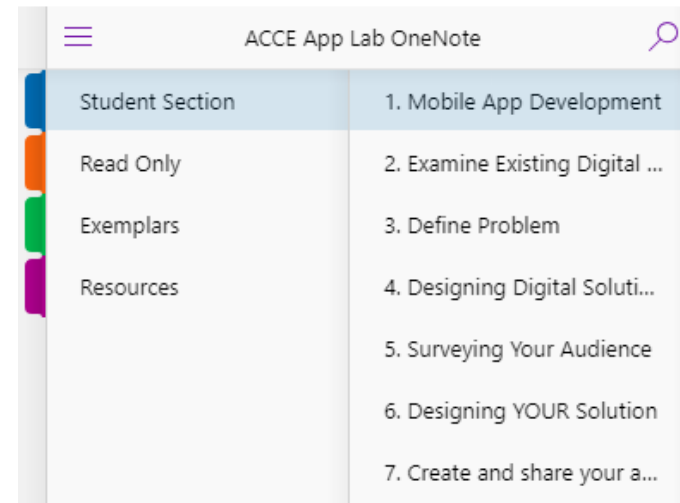 ACCE App Lab OneNote
Student Section
Read Only
Exemplars
Resources
1. Mobile App Development
2. Examine Existing Digital ...
3. Define Problem
4. Designing Digital Soluti...
5. Surveying Your Audience
6. Designing YOUR Solution
7. Create and share your a...